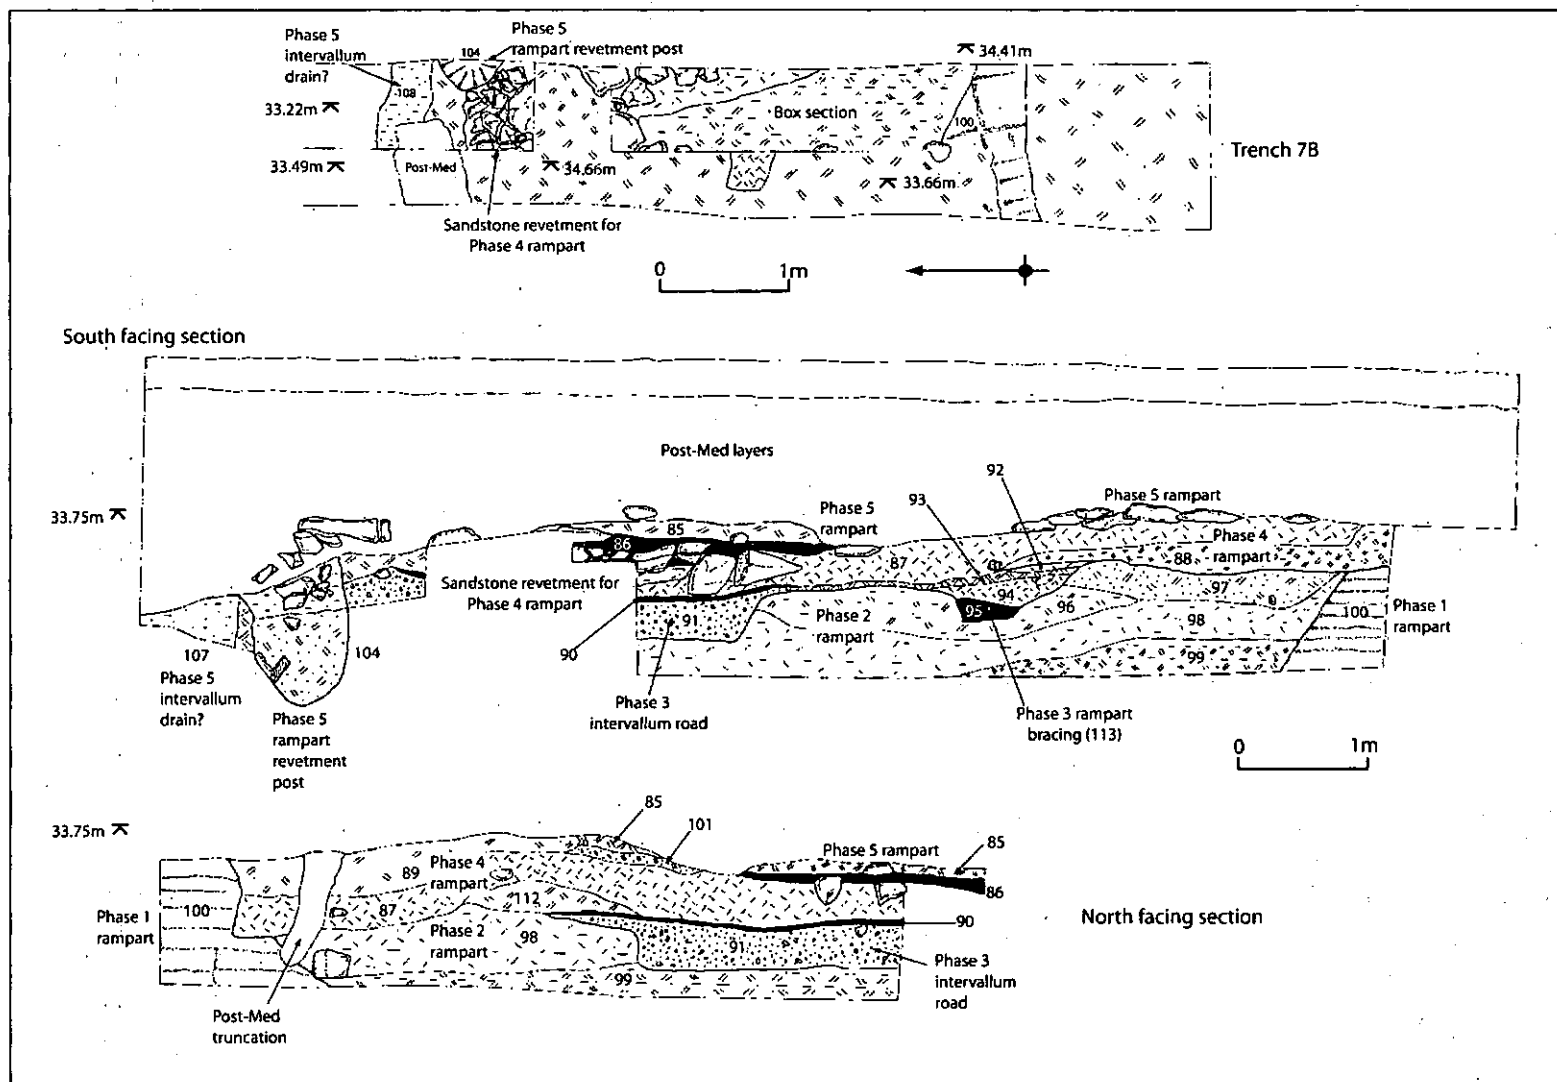 Phase 5
intervallum
drain?
Phase 5
rampart revetment post
104
108
33.22m
33.49m
Post-Med
34.66m
Box section
100
34.41m
33.66m
Trench 7B
Sandstone revetment for
Phase 4 rampart
0 1m
South facing section
Post-Med layers
33.75m
85
86
Phase 5
rampart
93
92
Phase 5 rampart
Phase 4
rampart
87
88
Sandstone revetment for
Phase 4 rampart
94
97
95
96
98
99
100
Phase 1
rampart
90
91
Phase 2
rampart
107
104
Phase 5
intervallum
drain?
Phase 5
rampart
revetment
post
Phase 3
intervallum road
Phase 3 rampart
bracing (113)
0 1m
33.75m
85
101
Phase 5 rampart
85
86
89
Phase 4
rampart
Phase 1
rampart
100
87
112
Phase 2
rampart
98
90
91
99
North facing section
Phase 3
intervallum
road
Post-Med
truncation